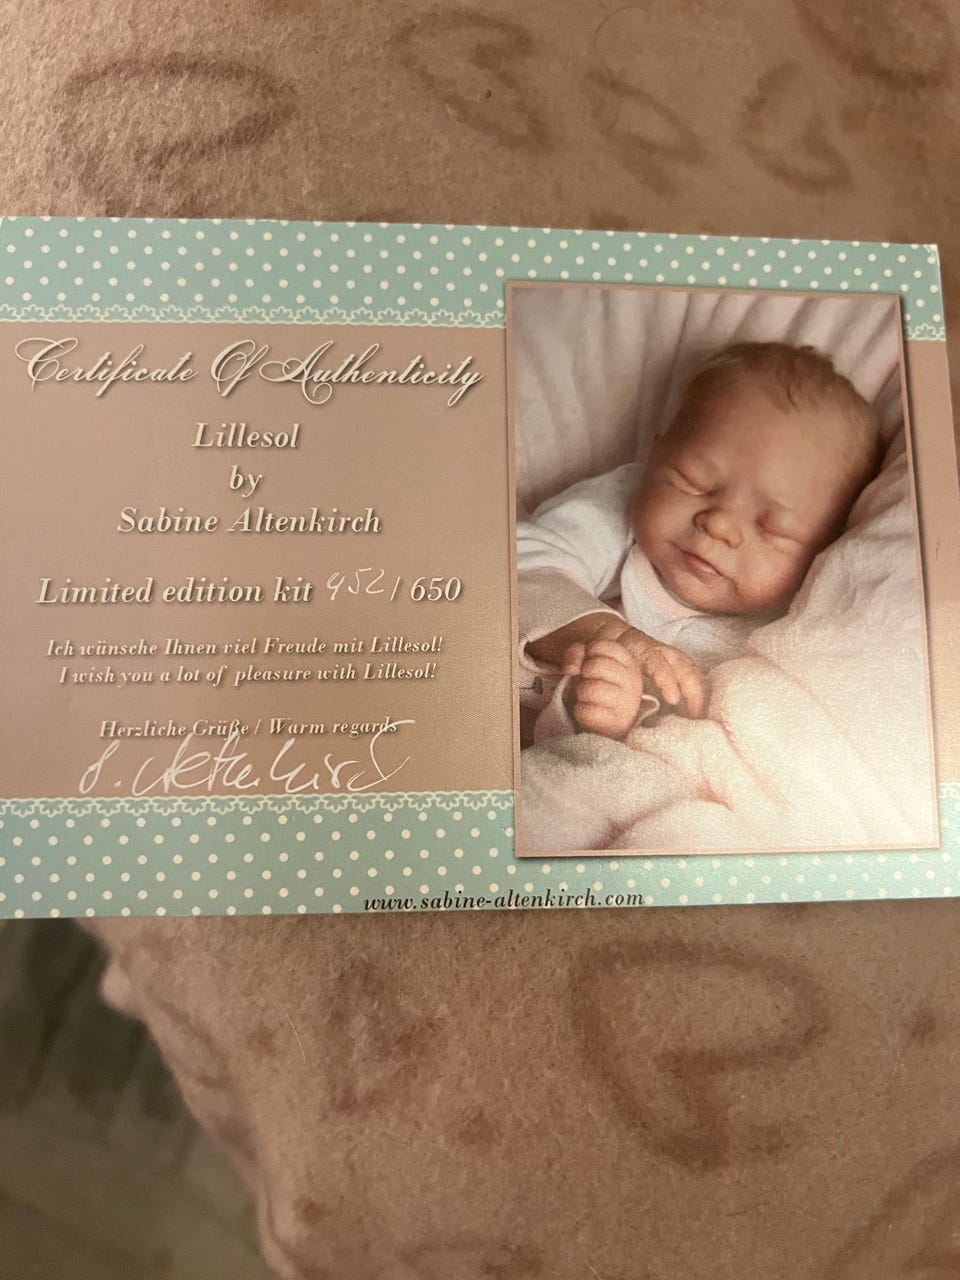 Certificate Of Authenticity
Lillesol
by
Sabine Altenkirch
Limited edition kit 452 / 650
Ich wünsche Ihnen viel Freude mit Lillesol!
I wish you a lot of pleasure with Lillesol!
Herzliche Grüße / Warm regards
S. Altenkirch
www.sabine-altenkirch.com